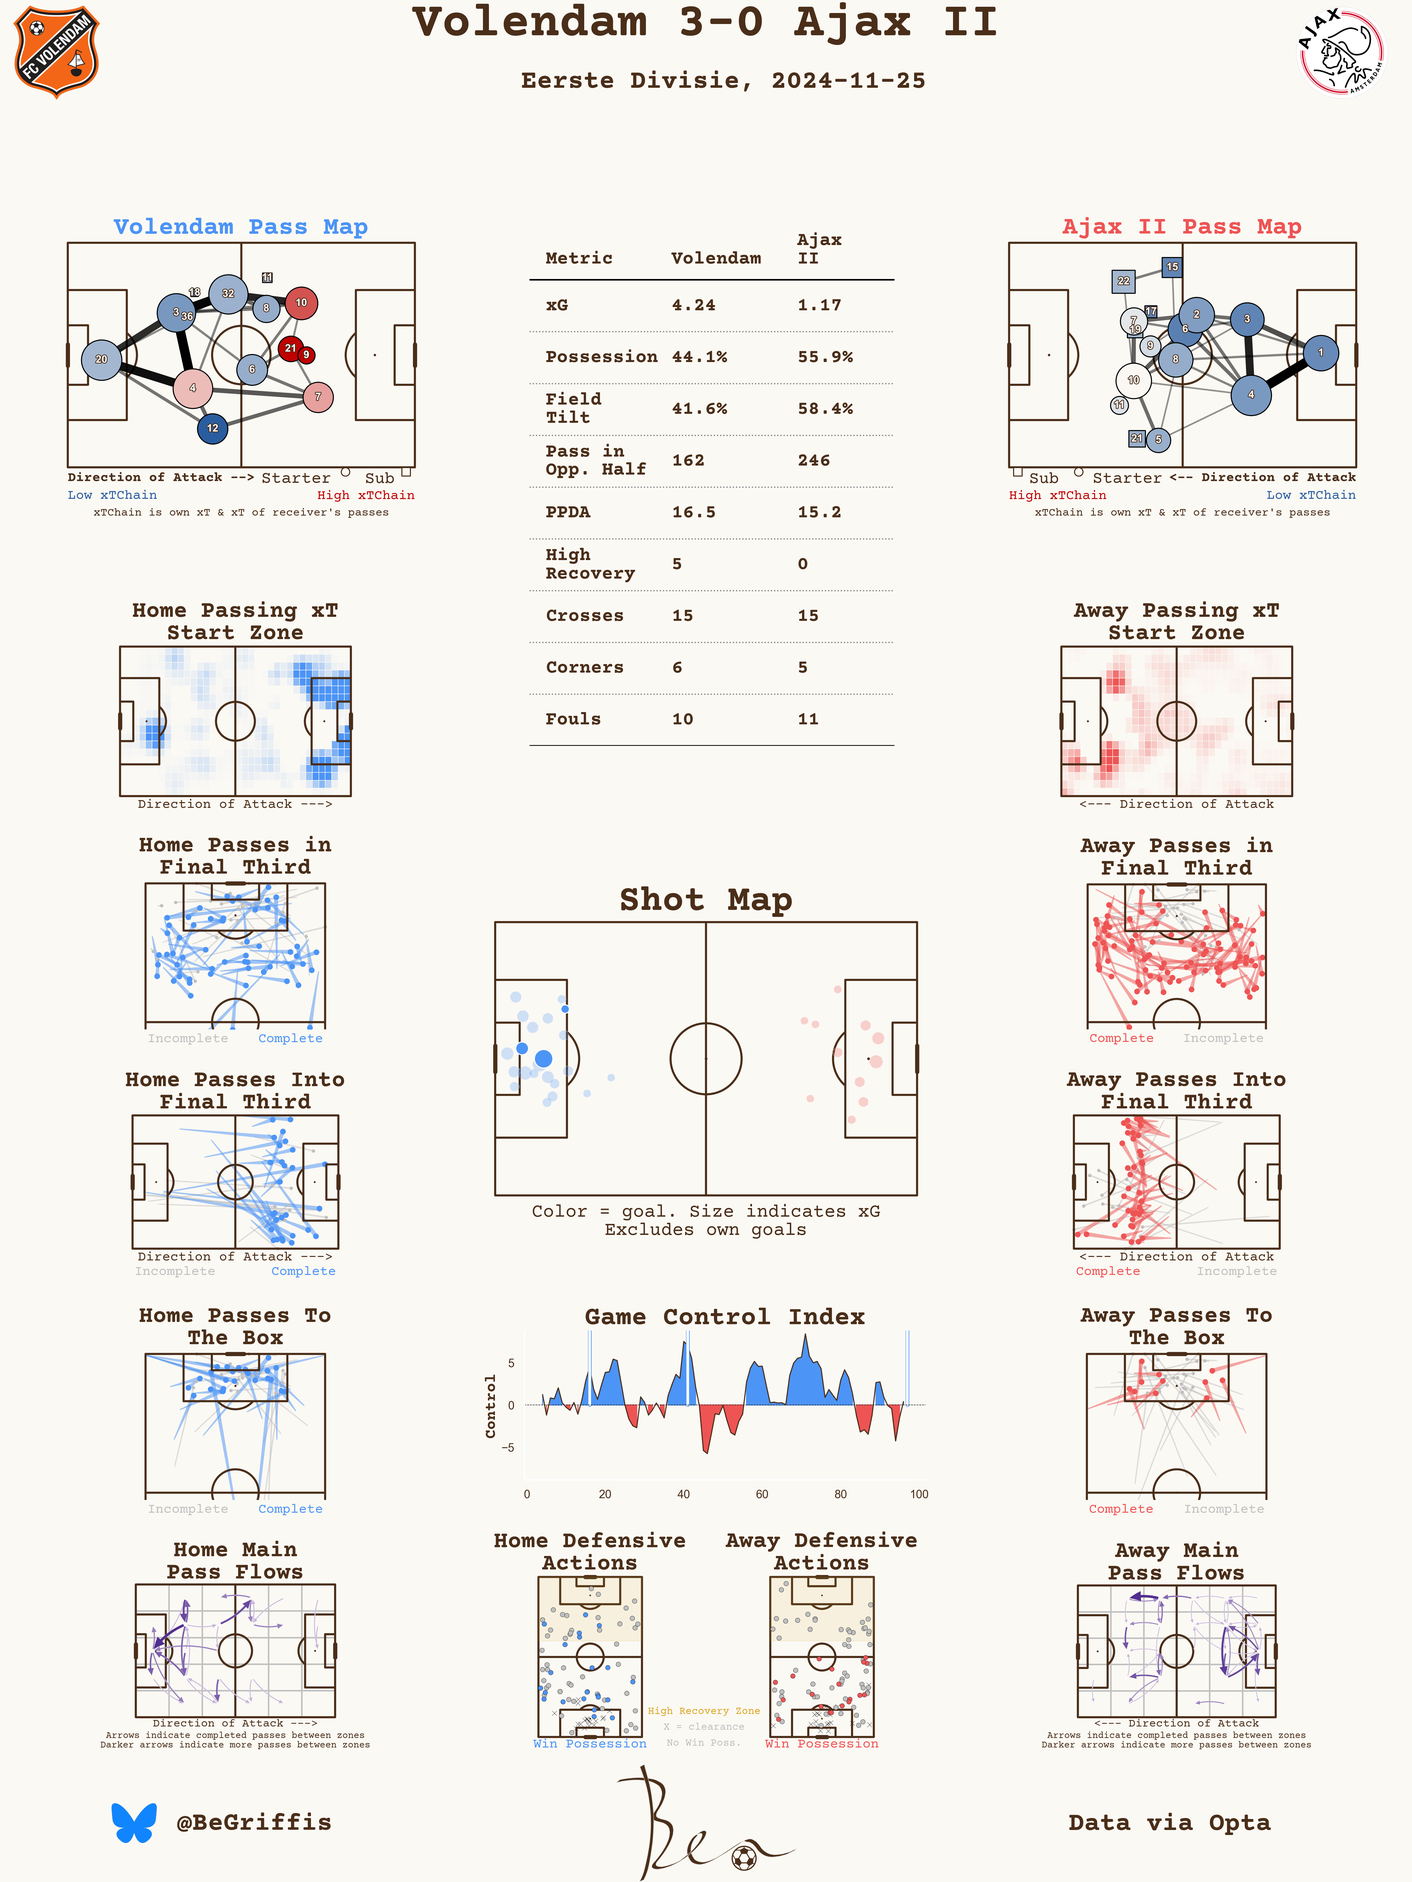 Volendam 3-0 Ajax II
Eerste Divisie, 2024-11-25
FC VOLENDAM
AJAX
AMSTERDAM
Volendam Pass Map
18
11
32
3
36
8
10
20
21
9
6
4
7
12
Direction of Attack --> Starter Sub
Low xTChain High xTChain
xTChain is own xT & xT of receiver's passes
Metric Volendam Ajax II
xG 4.24 1.17
Possession 44.1% 55.9%
Field Tilt 41.6% 58.4%
Pass in Opp. Half 162 246
PPDA 16.5 15.2
High Recovery 5 0
Crosses 15 15
Corners 6 5
Fouls 10 11
Ajax II Pass Map
22
15
17
7
19
2
6
3
9
8
1
10
4
11
21
5
Sub Starter <-- Direction of Attack
High xTChain Low xTChain
xTChain is own xT & xT of receiver's passes
Home Passing xT
Start Zone
Direction of Attack --->
Away Passing xT
Start Zone
<--- Direction of Attack
Home Passes in
Final Third
Incomplete Complete
Away Passes in
Final Third
Complete Incomplete
Shot Map
Color = goal. Size indicates xG
Excludes own goals
Home Passes Into
Final Third
Direction of Attack --->
Incomplete Complete
Away Passes Into
Final Third
<--- Direction of Attack
Complete Incomplete
Home Passes To
The Box
Incomplete Complete
Game Control Index
Control
5
0
−5
0 20 40 60 80 100
Away Passes To
The Box
Complete Incomplete
Home Main
Pass Flows
Direction of Attack --->
Arrows indicate completed passes between zones
Darker arrows indicate more passes between zones
Home Defensive
Actions
Win Possession
High Recovery Zone
X = clearance
No Win Poss.
Away Defensive
Actions
Win Possession
Away Main
Pass Flows
<--- Direction of Attack
Arrows indicate completed passes between zones
Darker arrows indicate more passes between zones
@BeGriffis
Ben
Data via Opta